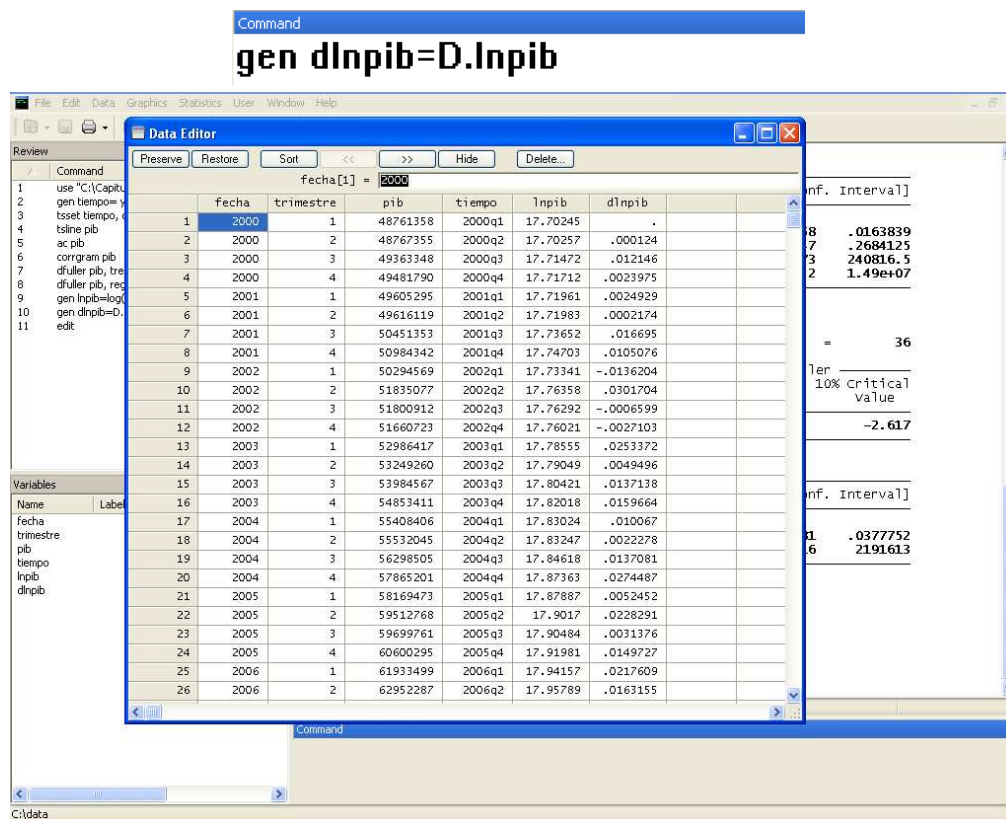 Command
gen dlnpib=D.lnpib
File Edit Data Graphics Statistics User Window Help
Review
Command
1 use "C:\Capitu
2 gen tiempo= y
3 tsset tiempo,
4 tsline pib
5 ac pib
6 corrgram pib
7 dfuller pib, tre
8 dfuller pib, reg
9 gen lnpib=log(
10 gen dlnpib=D.
11 edit
Variables
Name Label
fecha
trimestre
pib
tiempo
lnpib
dlnpib
Data Editor
Preserve Restore Sort << >> Hide Delete...
fecha[1] = 2000
fecha trimestre pib tiempo lnpib dlnpib
1 2000 1 48761358 2000q1 17.70245 .
2 2000 2 48767355 2000q2 17.70257 .000124
3 2000 3 49363348 2000q3 17.71472 .012146
4 2000 4 49481790 2000q4 17.71712 .0023975
5 2001 1 49605295 2001q1 17.71961 .0024929
6 2001 2 49616119 2001q2 17.71983 .0002174
7 2001 3 50451353 2001q3 17.73652 .016695
8 2001 4 50984342 2001q4 17.74703 .0105076
9 2002 1 50294569 2002q1 17.73341 -.0136204
10 2002 2 51835077 2002q2 17.76358 .0301704
11 2002 3 51800912 2002q3 17.76292 -.0006599
12 2002 4 51660723 2002q4 17.76021 -.0027103
13 2003 1 52986417 2003q1 17.78555 .0253372
14 2003 2 53249260 2003q2 17.79049 .0049496
15 2003 3 53984567 2003q3 17.80421 .0137138
16 2003 4 54853411 2003q4 17.82018 .0159664
17 2004 1 55408406 2004q1 17.83024 .010067
18 2004 2 55532045 2004q2 17.83247 .0022278
19 2004 3 56298505 2004q3 17.84618 .0137081
20 2004 4 57865201 2004q4 17.87363 .0274487
21 2005 1 58169473 2005q1 17.87887 .0052452
22 2005 2 59512768 2005q2 17.9017 .0228291
23 2005 3 59699761 2005q3 17.90484 .0031376
24 2005 4 60600295 2005q4 17.91981 .0149727
25 2006 1 61933499 2006q1 17.94157 .0217609
26 2006 2 62952287 2006q2 17.95789 .0163155
nf. Interval]
.0163839
.2684125
240816.5
2 1.49e+07
= 36
ler
10% Critical
Value
-2.617
nf. Interval]
.0377752
2191613
Command
C:\data